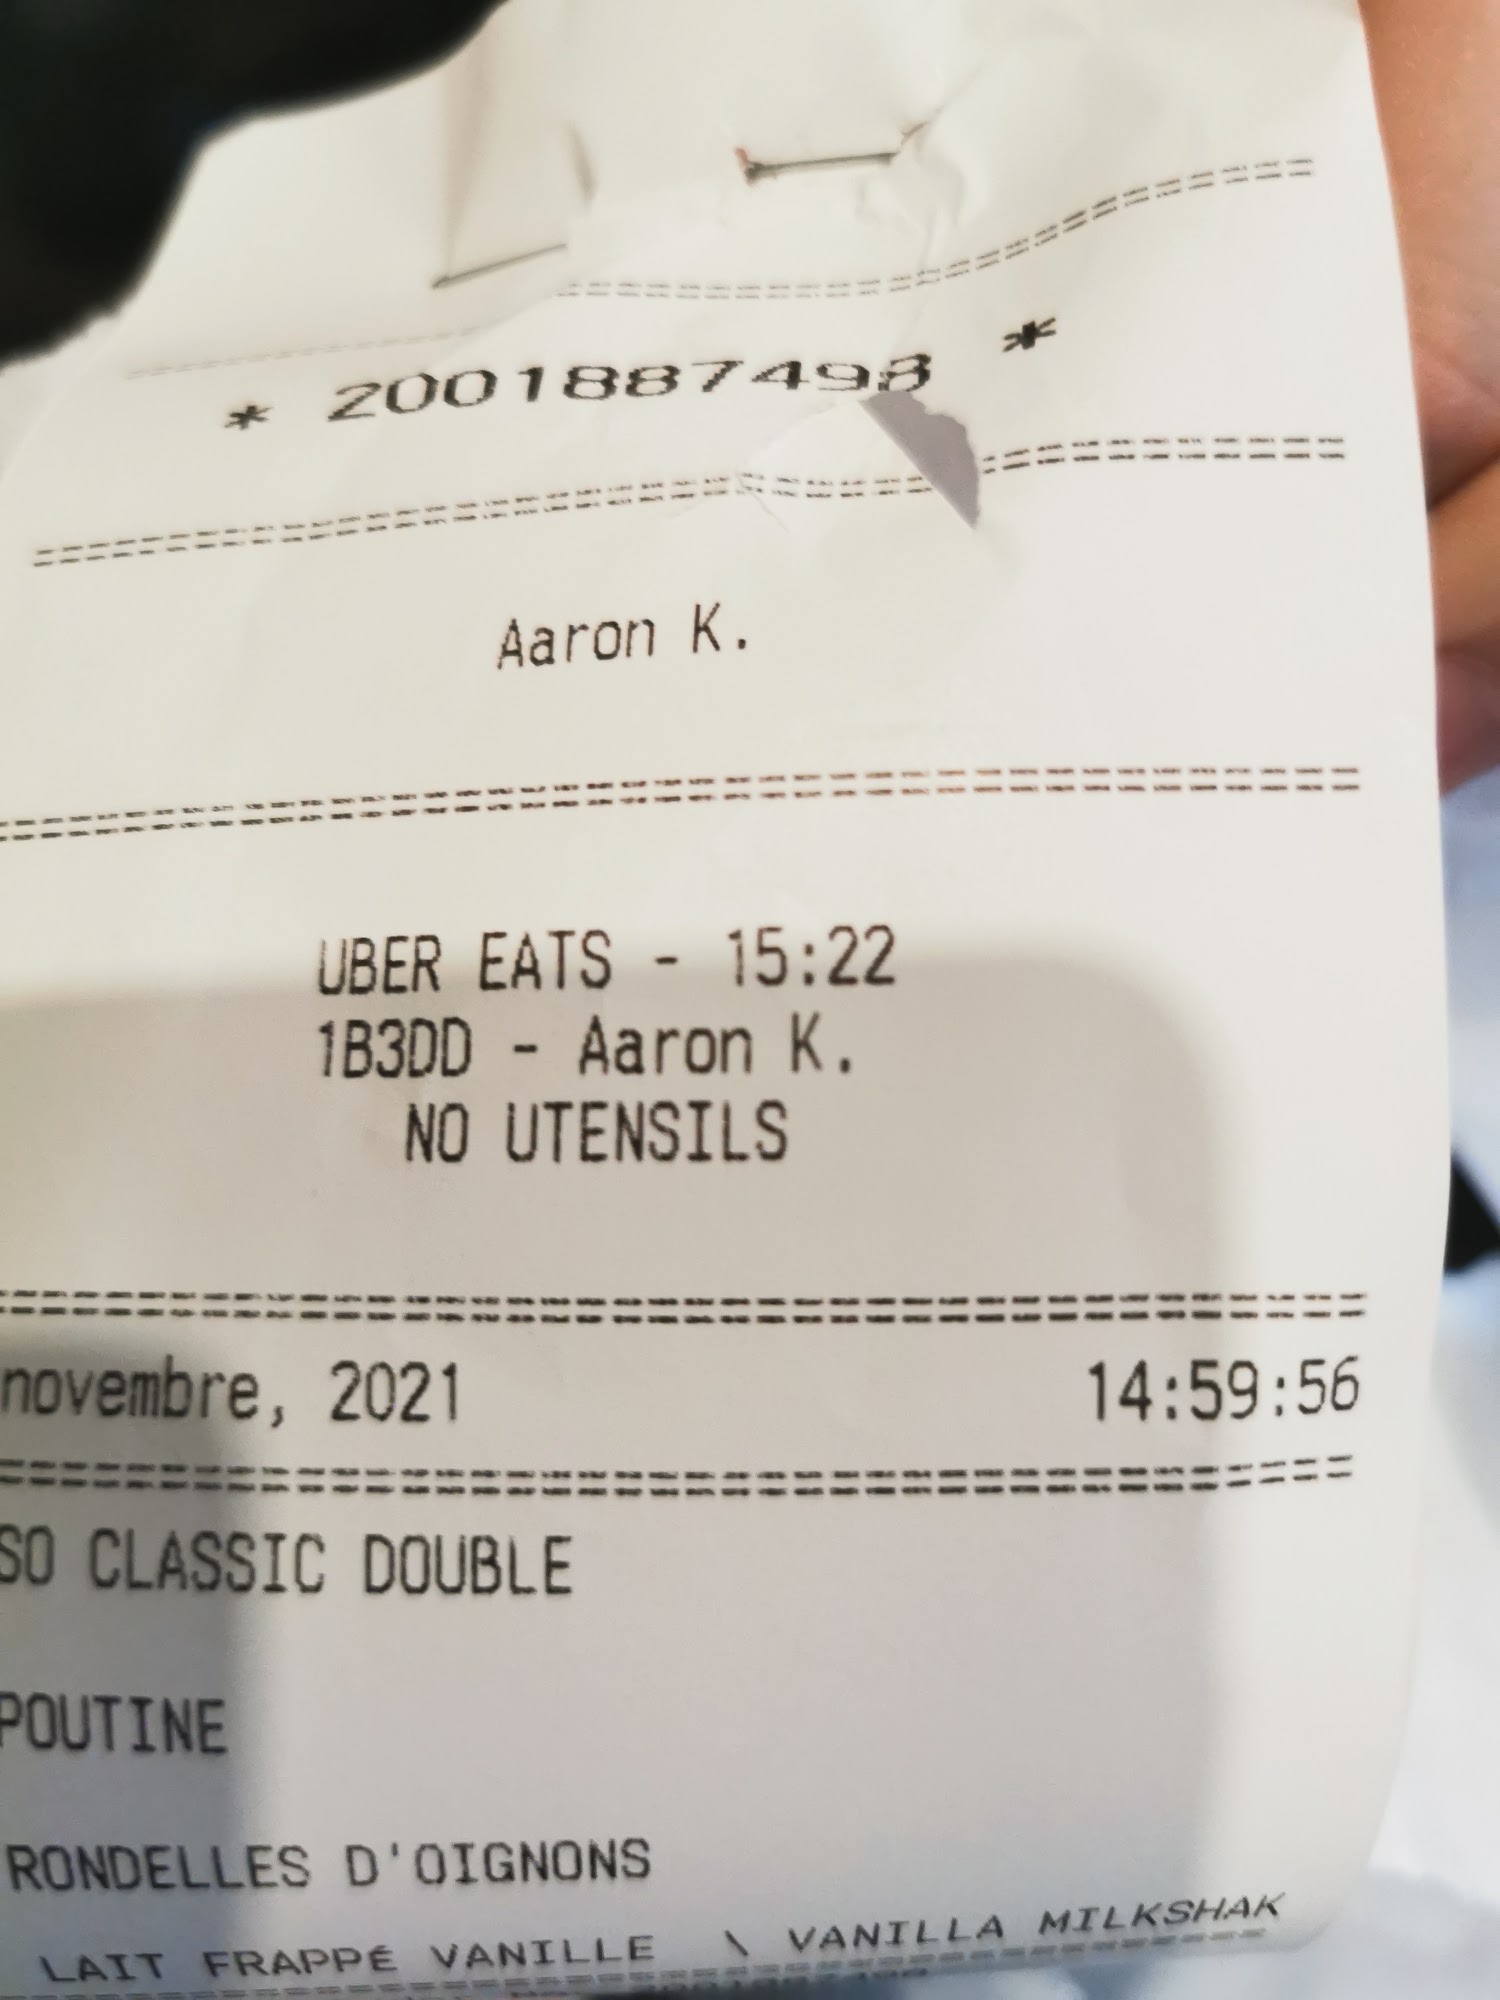 * 2001887498 *
Aaron K.
UBER EATS - 15:22
1B3DD - Aaron K.
NO UTENSILS
novembre, 2021 14:59:56
SO CLASSIC DOUBLE
POUTINE
RONDELLES D'OIGNONS
LAIT FRAPPÉ VANILLE \ VANILLA MILKSHAK